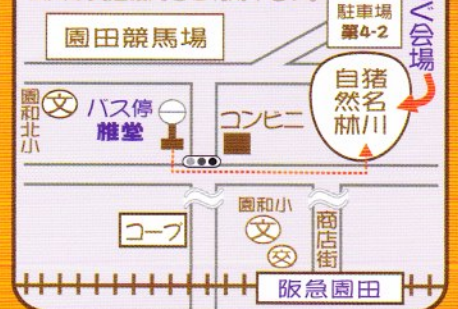 駐車場
第4-2
園田競馬場
ぐ会場
猪名川
自然林
園和北小
文
バス停
椎堂
コンビニ
コープ
園和小
文
交
商店街
阪急園田